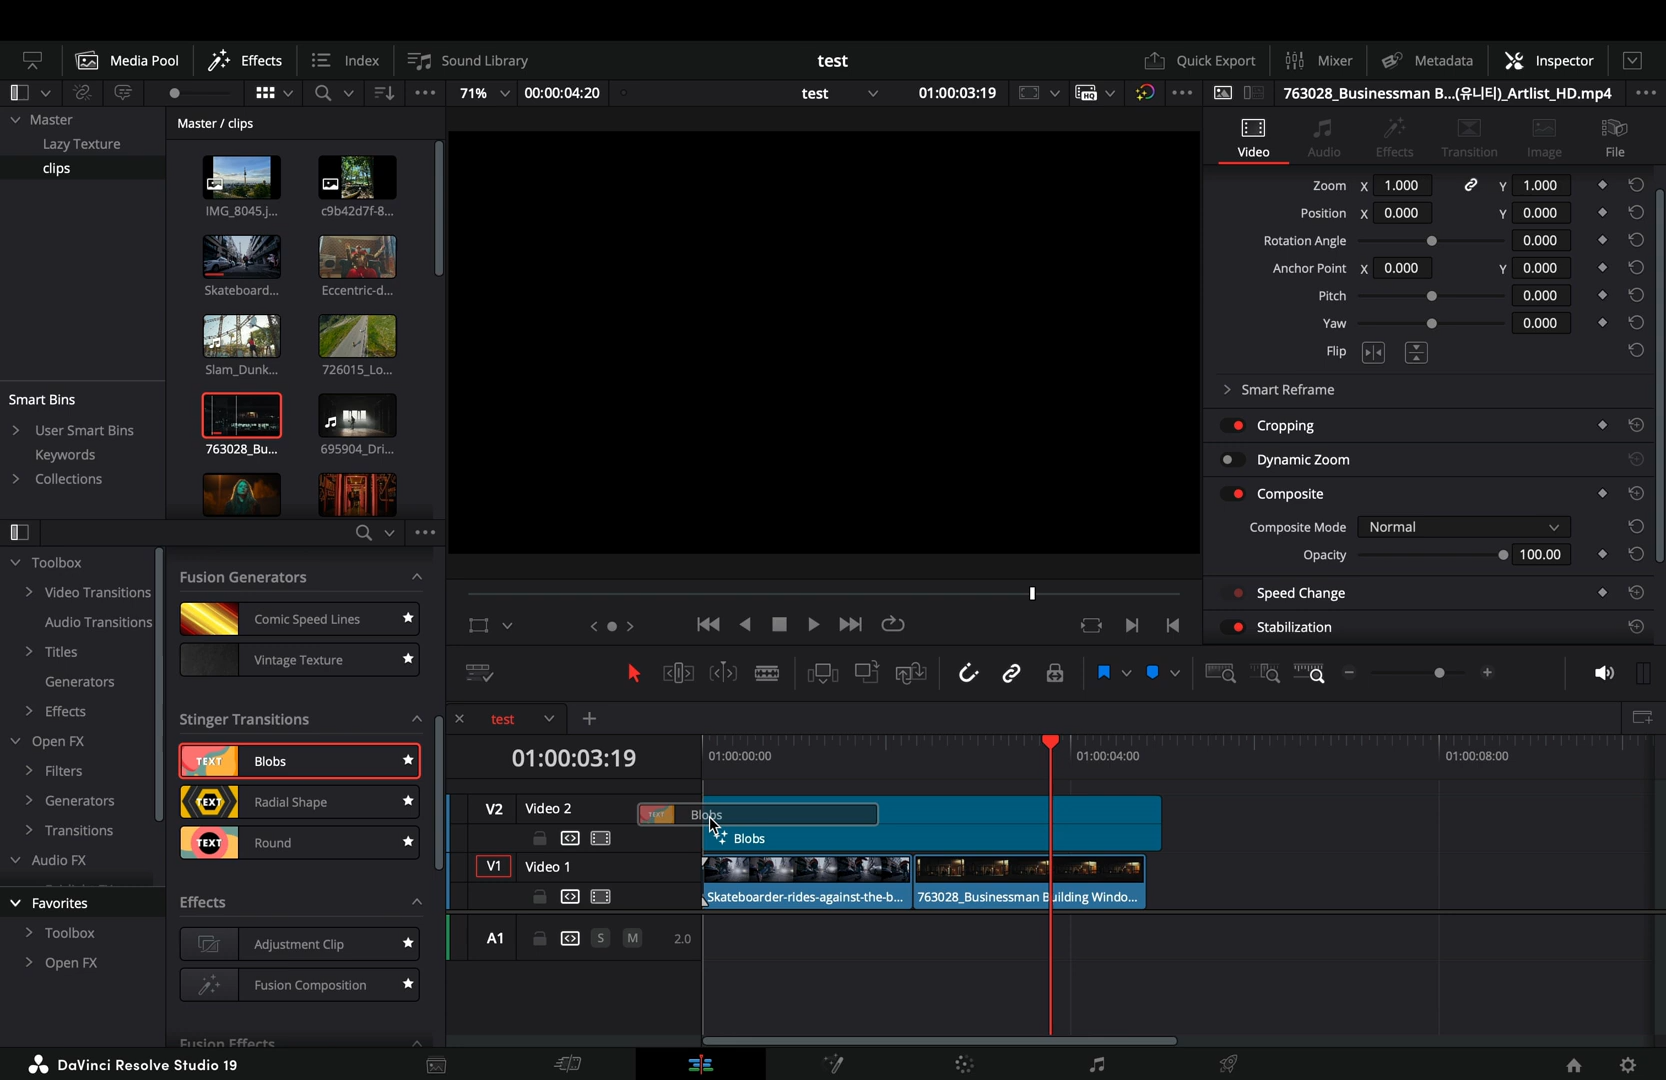 Media Pool
Effects
Index
Sound Library
test
Quick Export
Mixer
Metadata
Inspector
71%
00:00:04:20
test
01:00:03:19
HQ
763028_Businessman B...(유니티)_Artlist_HD.mp4
Master
Lazy Texture
clips
Master / clips
IMG_8045.j...
c9b42d7f-8...
Skateboard...
Eccentric-d...
Slam_Dunk...
726015_Lo...
763028_Bu...
695904_Dri...
Smart Bins
User Smart Bins
Keywords
Collections
Video
Audio
Effects
Transition
Image
File
Zoom X 1.000 Y 1.000
Position X 0.000 Y 0.000
Rotation Angle 0.000
Anchor Point X 0.000 Y 0.000
Pitch 0.000
Yaw 0.000
Flip
Smart Reframe
Cropping
Dynamic Zoom
Composite
Composite Mode Normal
Opacity 100.00
Speed Change
Stabilization
Toolbox
Video Transitions
Audio Transitions
Titles
Generators
Effects
Open FX
Filters
Generators
Transitions
Audio FX
Favorites
Toolbox
Open FX
Fusion Generators
Comic Speed Lines
Vintage Texture
Stinger Transitions
TEXT Blobs
TEXT Radial Shape
TEXT Round
Effects
Adjustment Clip
Fusion Composition
Fusion Effects
test
01:00:03:19
01:00:00:00
01:00:04:00
01:00:08:00
V2 Video 2
TEXT Blobs
Blobs
V1 Video 1
Skateboarder-rides-against-the-b...
763028_Businessman Building Windo...
A1 S M 2.0
DaVinci Resolve Studio 19